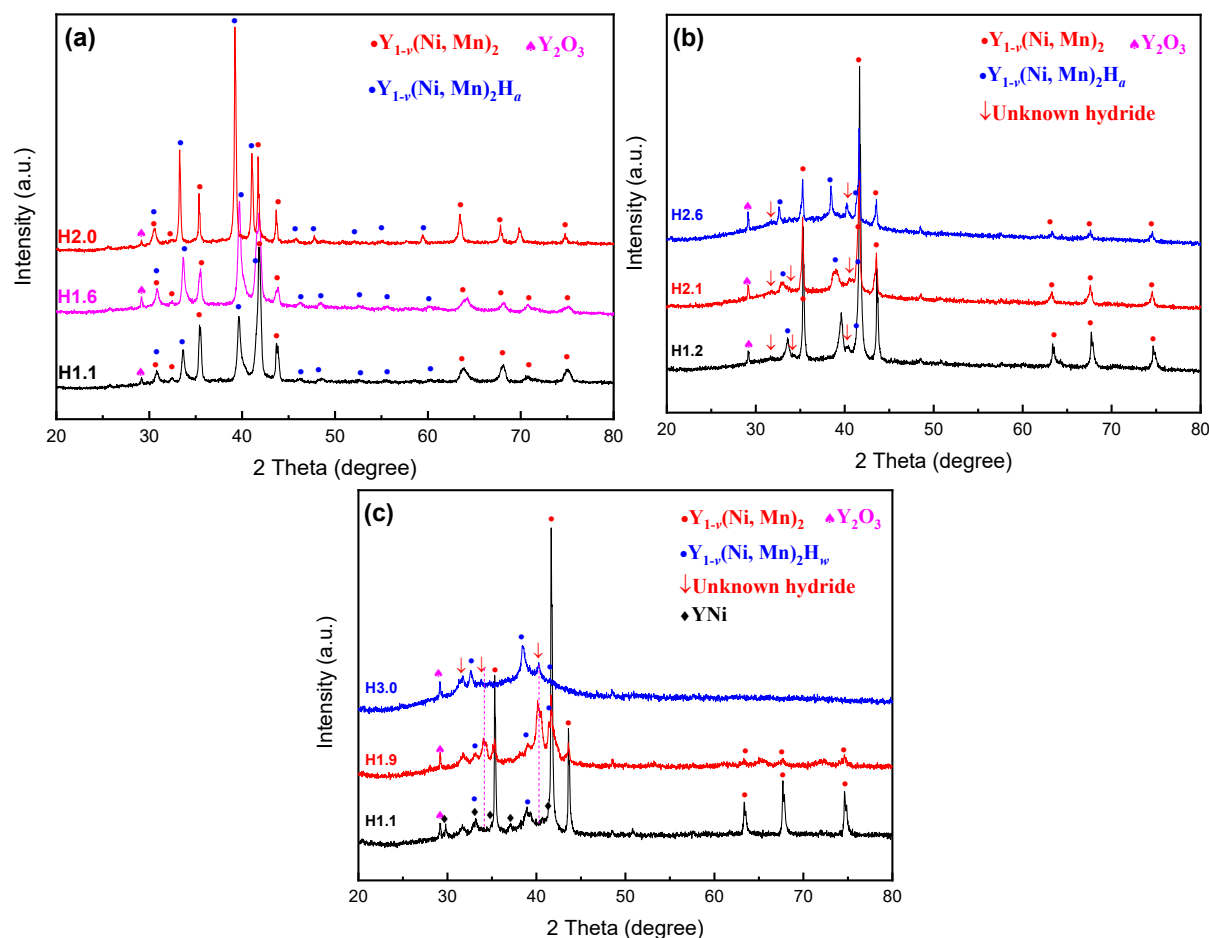 (a)
•Y₁₋ᵥ(Ni, Mn)₂ ♠Y₂O₃
•Y₁₋ᵥ(Ni, Mn)₂Hₐ
H2.0
H1.6
H1.1
Intensity (a.u.)
20 30 40 50 60 70 80
2 Theta (degree)
(b)
•Y₁₋ᵥ(Ni, Mn)₂ ♠Y₂O₃
•Y₁₋ᵥ(Ni, Mn)₂Hₐ
↓Unknown hydride
H2.6
H2.1
H1.2
Intensity (a.u.)
20 30 40 50 60 70 80
2 Theta (degree)
(c)
•Y₁₋ᵥ(Ni, Mn)₂ ♠Y₂O₃
•Y₁₋ᵥ(Ni, Mn)₂H_w
↓Unknown hydride
♦YNi
H3.0
H1.9
H1.1
Intensity (a.u.)
20 30 40 50 60 70 80
2 Theta (degree)